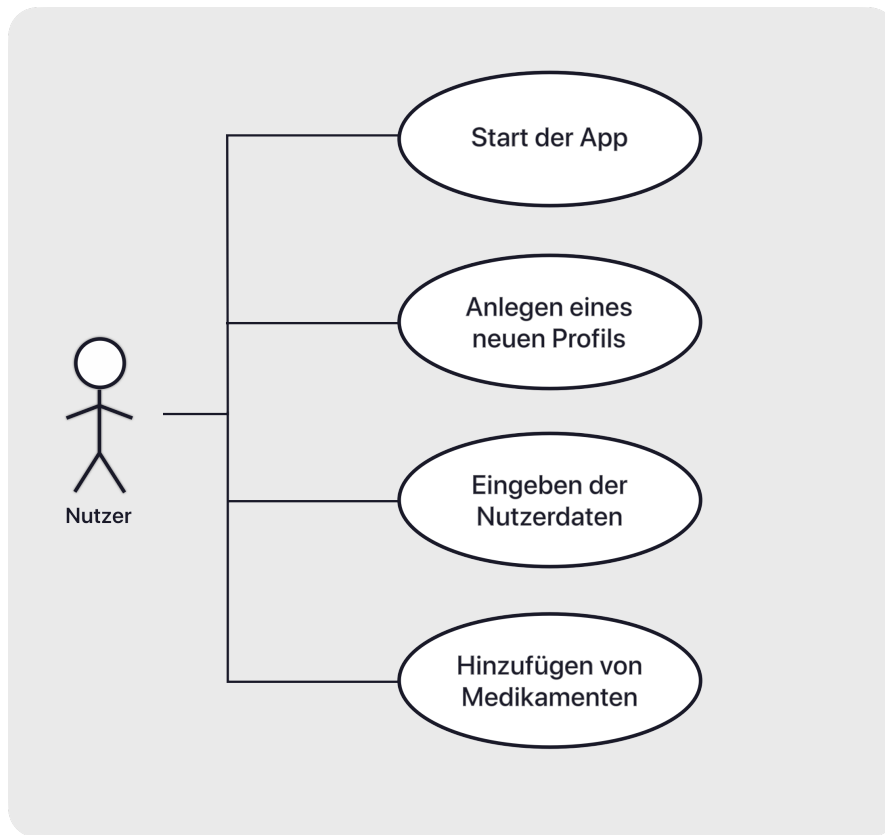 Start der App
Anlegen eines
neuen Profils
Nutzer
Eingeben der
Nutzerdaten
Hinzufügen von
Medikamenten